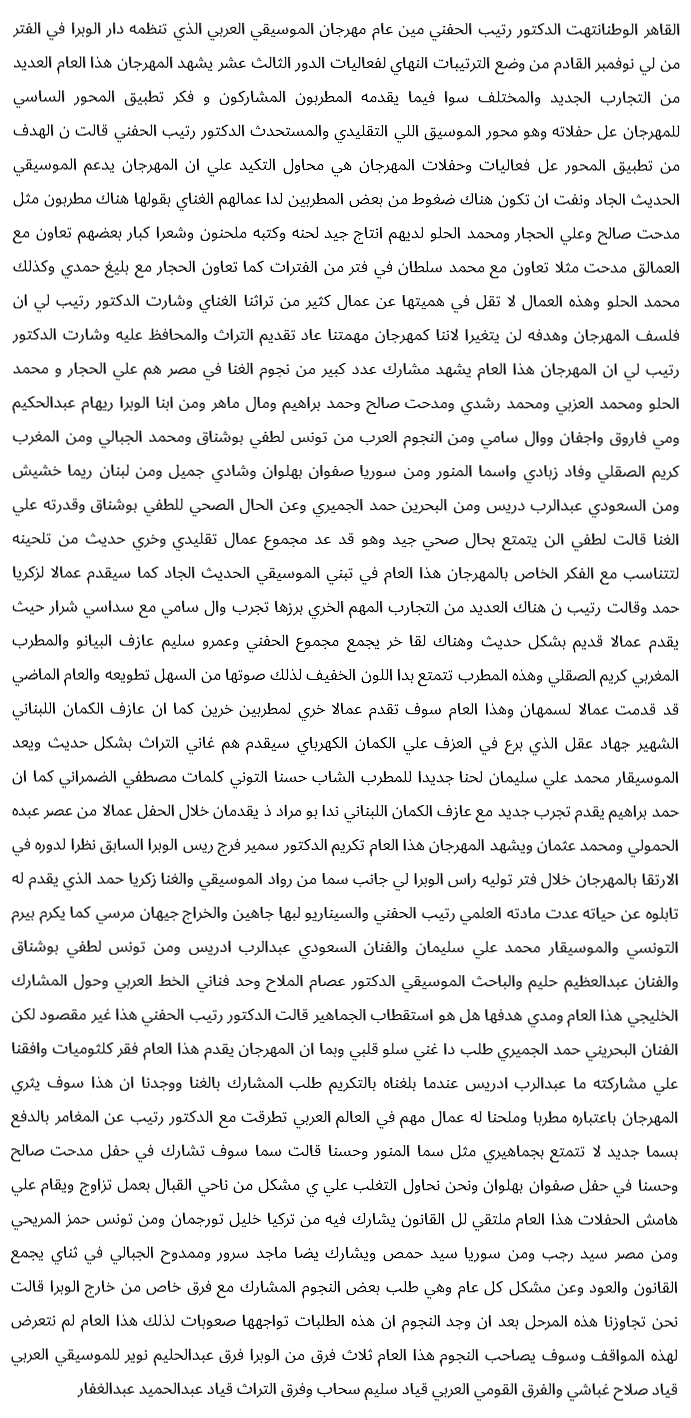 القاهر الوطنانتهت الدكتور رتيب الحفني مين عام مهرجان الموسيقي العربي الذي تنظمه دار الوبرا في الفتر
من لي نوفمبر القادم من وضع الترتيبات النهاي لفعاليات الدور الثالث عشر يشهد المهرجان هذا العام العديد
من التجارب الجديد والمختلف سوا فيما يقدمه المطربون المشاركون و فكر تطبيق المحور الساسي
للمهرجان عل حفلاته وهو محور الموسيق اللي التقليدي والمستحدث الدكتور رتيب الحفني قالت ن الهدف
من تطبيق المحور عل فعاليات وحفلات المهرجان هي محاول التكيد علي ان المهرجان يدعم الموسيقي
الحديث الجاد ونفت ان تكون هناك ضغوط من بعض المطربين لدا عمالهم الغناي بقولها هناك مطربون مثل
مدحت صالح وعلي الحجار ومحمد الحلو لديهم انتاج جيد لحنه وكتبه ملحنون وشعرا كبار بعضهم تعاون مع
العمالق مدحت مثلا تعاون مع محمد سلطان في فتر من الفترات كما تعاون الحجار مع بليغ حمدي وكذلك
محمد الحلو وهذه العمال لا تقل في هميتها عن عمال كثير من تراثنا الغناي وشارت الدكتور رتيب لي ان
فلسف المهرجان وهدفه لن يتغيرا لاننا كمهرجان مهمتنا عاد تقديم التراث والمحافظ عليه وشارت الدكتور
رتيب لي ان المهرجان هذا العام يشهد مشارك عدد كبير من نجوم الغنا في مصر هم علي الحجار و محمد
الحلو ومحمد العزبي ومحمد رشدي ومدحت صالح وحمد براهيم ومال ماهر ومن ابنا الوبرا ريهام عبدالحكيم
ومي فاروق واجفان ووال سامي ومن النجوم العرب من تونس لطفي بوشناق ومحمد الجبالي ومن المغرب
كريم الصقلي وفاد زبادي واسما المنور ومن سوريا صفوان بهلوان وشادي جميل ومن لبنان ريما خشيش
ومن السعودي عبدالرب دريس ومن البحرين حمد الجميري وعن الحال الصحي للطفي بوشناق وقدرته علي
الغنا قالت لطفي الن يتمتع بحال صحي جيد وهو قد عد مجموع عمال تقليدي وخري حديث من تلحينه
لتتناسب مع الفكر الخاص بالمهرجان هذا العام في تبني الموسيقي الحديث الجاد كما سيقدم عمالا لزكريا
حمد وقالت رتيب ن هناك العديد من التجارب المهم الخري برزها تجرب وال سامي مع سداسي شرار حيث
يقدم عمالا قديم بشكل حديث وهناك لقا خر يجمع مجموع الحفني وعمرو سليم عازف البيانو والمطرب
المغربي كريم الصقلي وهذه المطرب تتمتع بدا اللون الخفيف لذلك صوتها من السهل تطويعه والعام الماضي
قد قدمت عمالا لسمهان وهذا العام سوف تقدم عمالا خري لمطربين خرين كما ان عازف الكمان اللبناني
الشهير جهاد عقل الذي برع في العزف علي الكمان الكهرباي سيقدم هم غاني التراث بشكل حديث ويعد
الموسيقار محمد علي سليمان لحنا جديدا للمطرب الشاب حسنا التوني كلمات مصطفي الضمراني كما ان
حمد براهيم يقدم تجرب جديد مع عازف الكمان اللبناني ندا بو مراد ذ يقدمان خلال الحفل عمالا من عصر عبده
الحمولي ومحمد عثمان ويشهد المهرجان هذا العام تكريم الدكتور سمير فرج ريس الوبرا السابق نظرا لدوره في
الارتقا بالمهرجان خلال فتر توليه راس الوبرا لي جانب سما من رواد الموسيقي والغنا زكريا حمد الذي يقدم له
تابلوه عن حياته عدت مادته العلمي رتيب الحفني والسيناريو لبها جاهين والخراج جيهان مرسي كما يكرم بيرم
التونسي والموسيقار محمد علي سليمان والفنان السعودي عبدالرب ادريس ومن تونس لطفي بوشناق
والفنان عبدالعظيم حليم والباحث الموسيقي الدكتور عصام الملاح وحد فناني الخط العربي وحول المشارك
الخليجي هذا العام ومدي هدفها هل هو استقطاب الجماهير قالت الدكتور رتيب الحفني هذا غير مقصود لكن
الفنان البحريني حمد الجميري طلب دا غني سلو قلبي وبما ان المهرجان يقدم هذا العام فقر كلثوميات وافقنا
علي مشاركته ما عبدالرب ادريس عندما بلغناه بالتكريم طلب المشارك بالغنا ووجدنا ان هذا سوف يثري
المهرجان باعتباره مطربا وملحنا له عمال مهم في العالم العربي تطرقت مع الدكتور رتيب عن المغامر بالدفع
بسما جديد لا تتمتع بجماهيري مثل سما المنور وحسنا قالت سما سوف تشارك في حفل مدحت صالح
وحسنا في حفل صفوان بهلوان ونحن نحاول التغلب علي ي مشكل من ناحي القبال بعمل تزاوج ويقام علي
هامش الحفلات هذا العام ملتقي لل القانون يشارك فيه من تركيا خليل تورجمان ومن تونس حمز المريحي
ومن مصر سيد رجب ومن سوريا سيد حمص ويشارك يضا ماجد سرور وممدوح الجبالي في ثناي يجمع
القانون والعود وعن مشكل كل عام وهي طلب بعض النجوم المشارك مع فرق خاص من خارج الوبرا قالت
نحن تجاوزنا هذه المرحل بعد ان وجد النجوم ان هذه الطلبات تواجهها صعوبات لذلك هذا العام لم نتعرض
لهذه المواقف وسوف يصاحب النجوم هذا العام ثلاث فرق من الوبرا فرق عبدالحليم نوير للموسيقي العربي
قياد صلاح غباشي والفرق القومي العربي قياد سليم سحاب وفرق التراث قياد عبدالحميد عبدالغفار